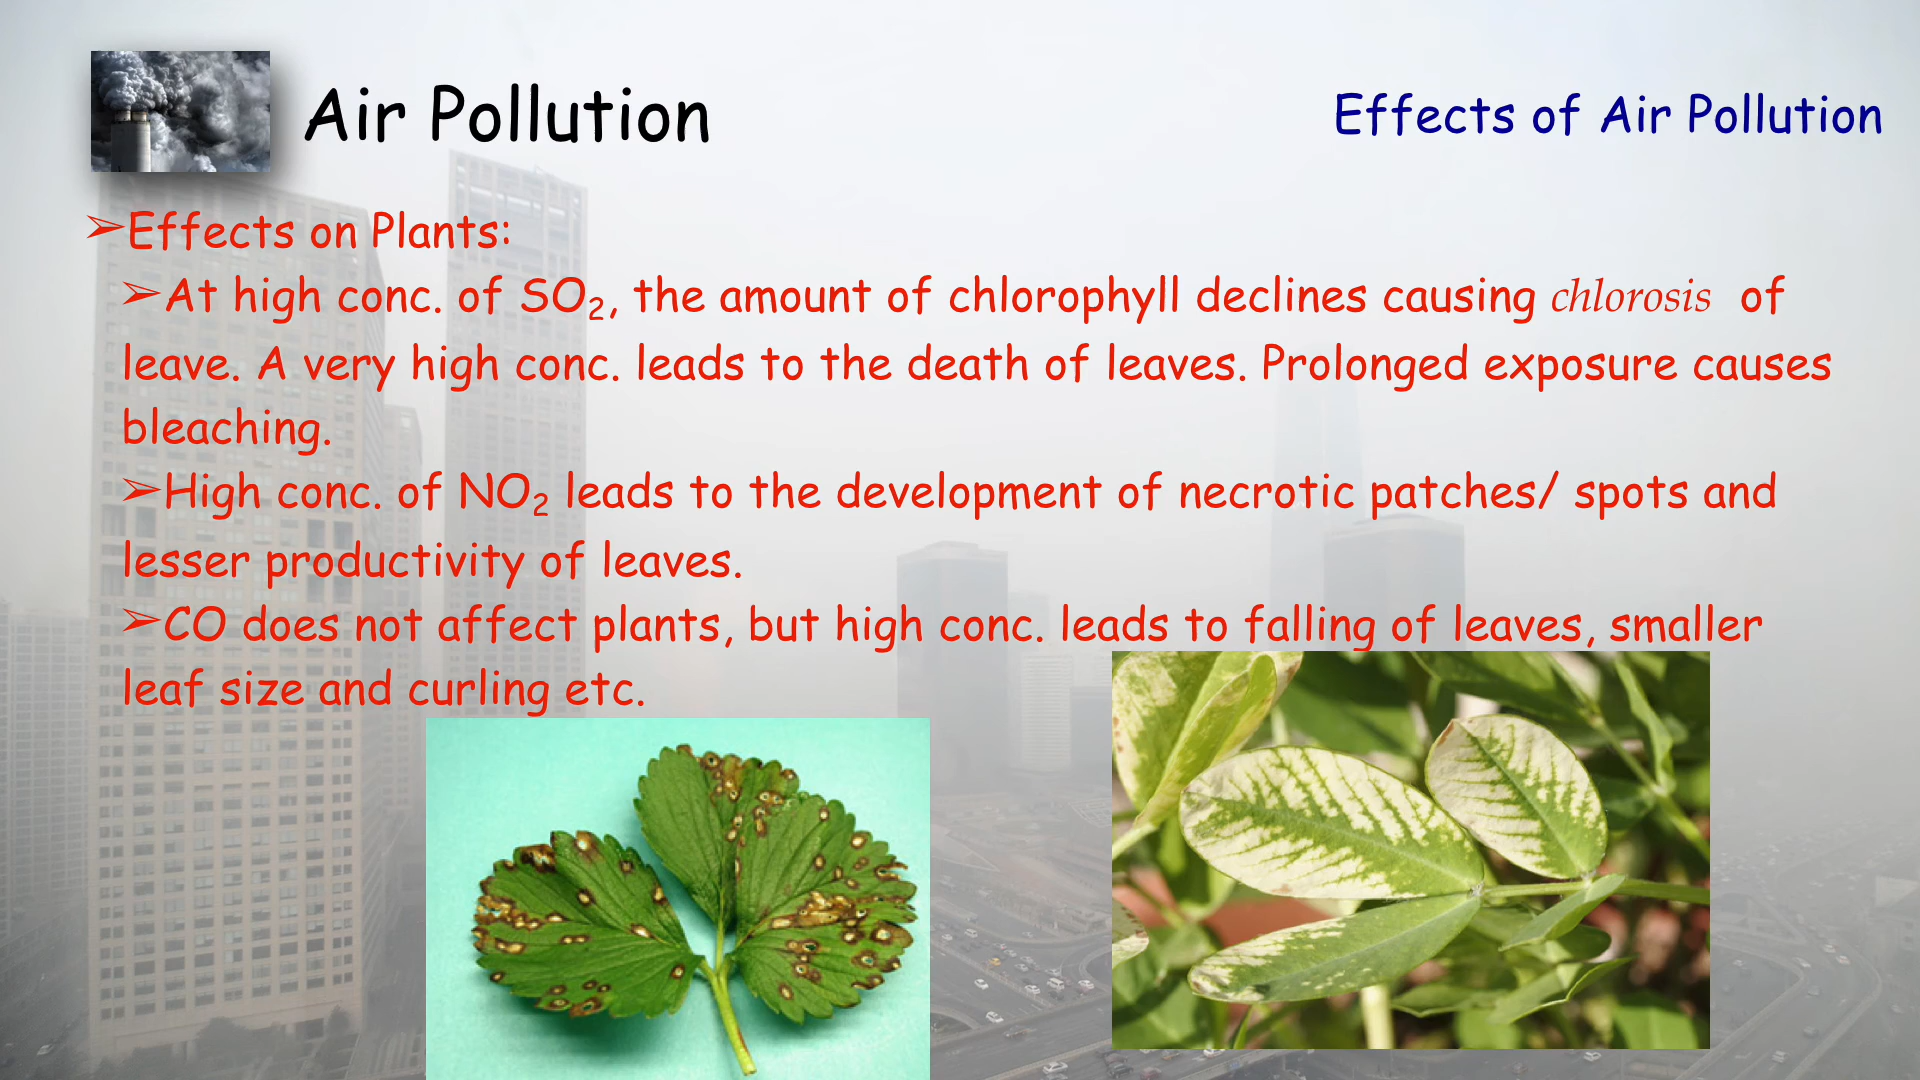 Air Pollution
Effects of Air Pollution
➢Effects on Plants:
➢At high conc. of SO₂, the amount of chlorophyll declines causing chlorosis of
leave. A very high conc. leads to the death of leaves. Prolonged exposure causes
bleaching.
➢High conc. of NO₂ leads to the development of necrotic patches/ spots and
lesser productivity of leaves.
➢CO does not affect plants, but high conc. leads to falling of leaves, smaller
leaf size and curling etc.